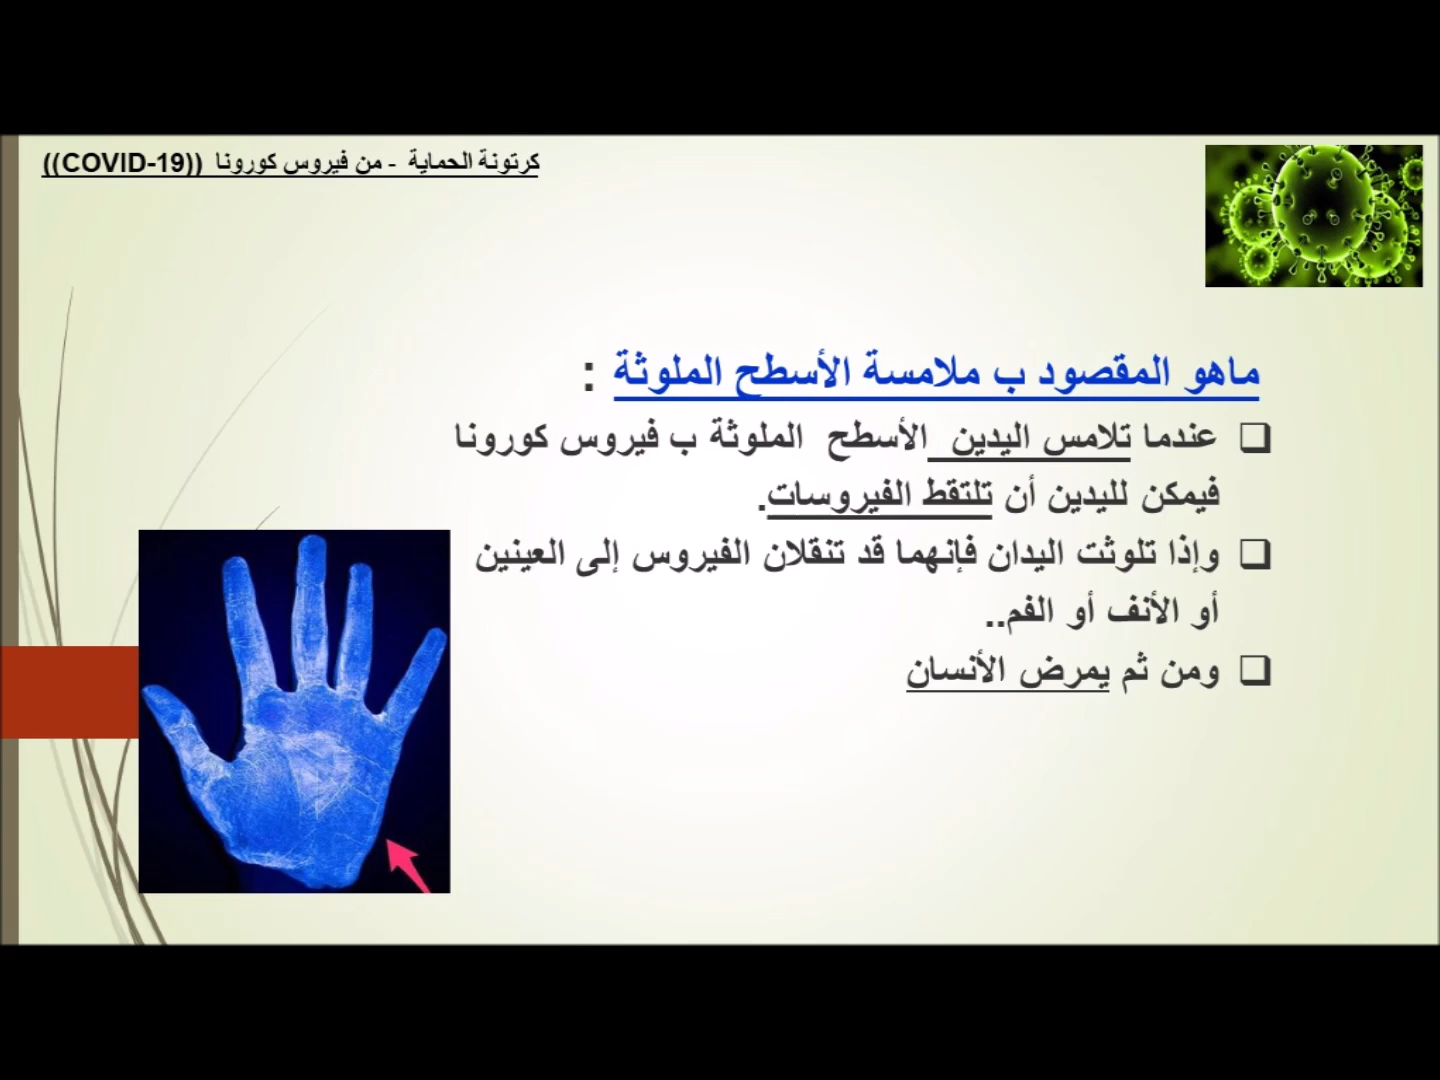 كرتونة الحماية - من فيروس كورونا ((COVID-19))
ماهو المقصود ب ملامسة الأسطح الملوثة :
❑ عندما تلامس اليدين الأسطح الملوثة ب فيروس كورونا
فيمكن لليدين أن تلتقط الفيروسات.
❑ وإذا تلوثت اليدان فإنهما قد تنقلان الفيروس إلى العينين
أو الأنف أو الفم..
❑ ومن ثم يمرض الأنسان